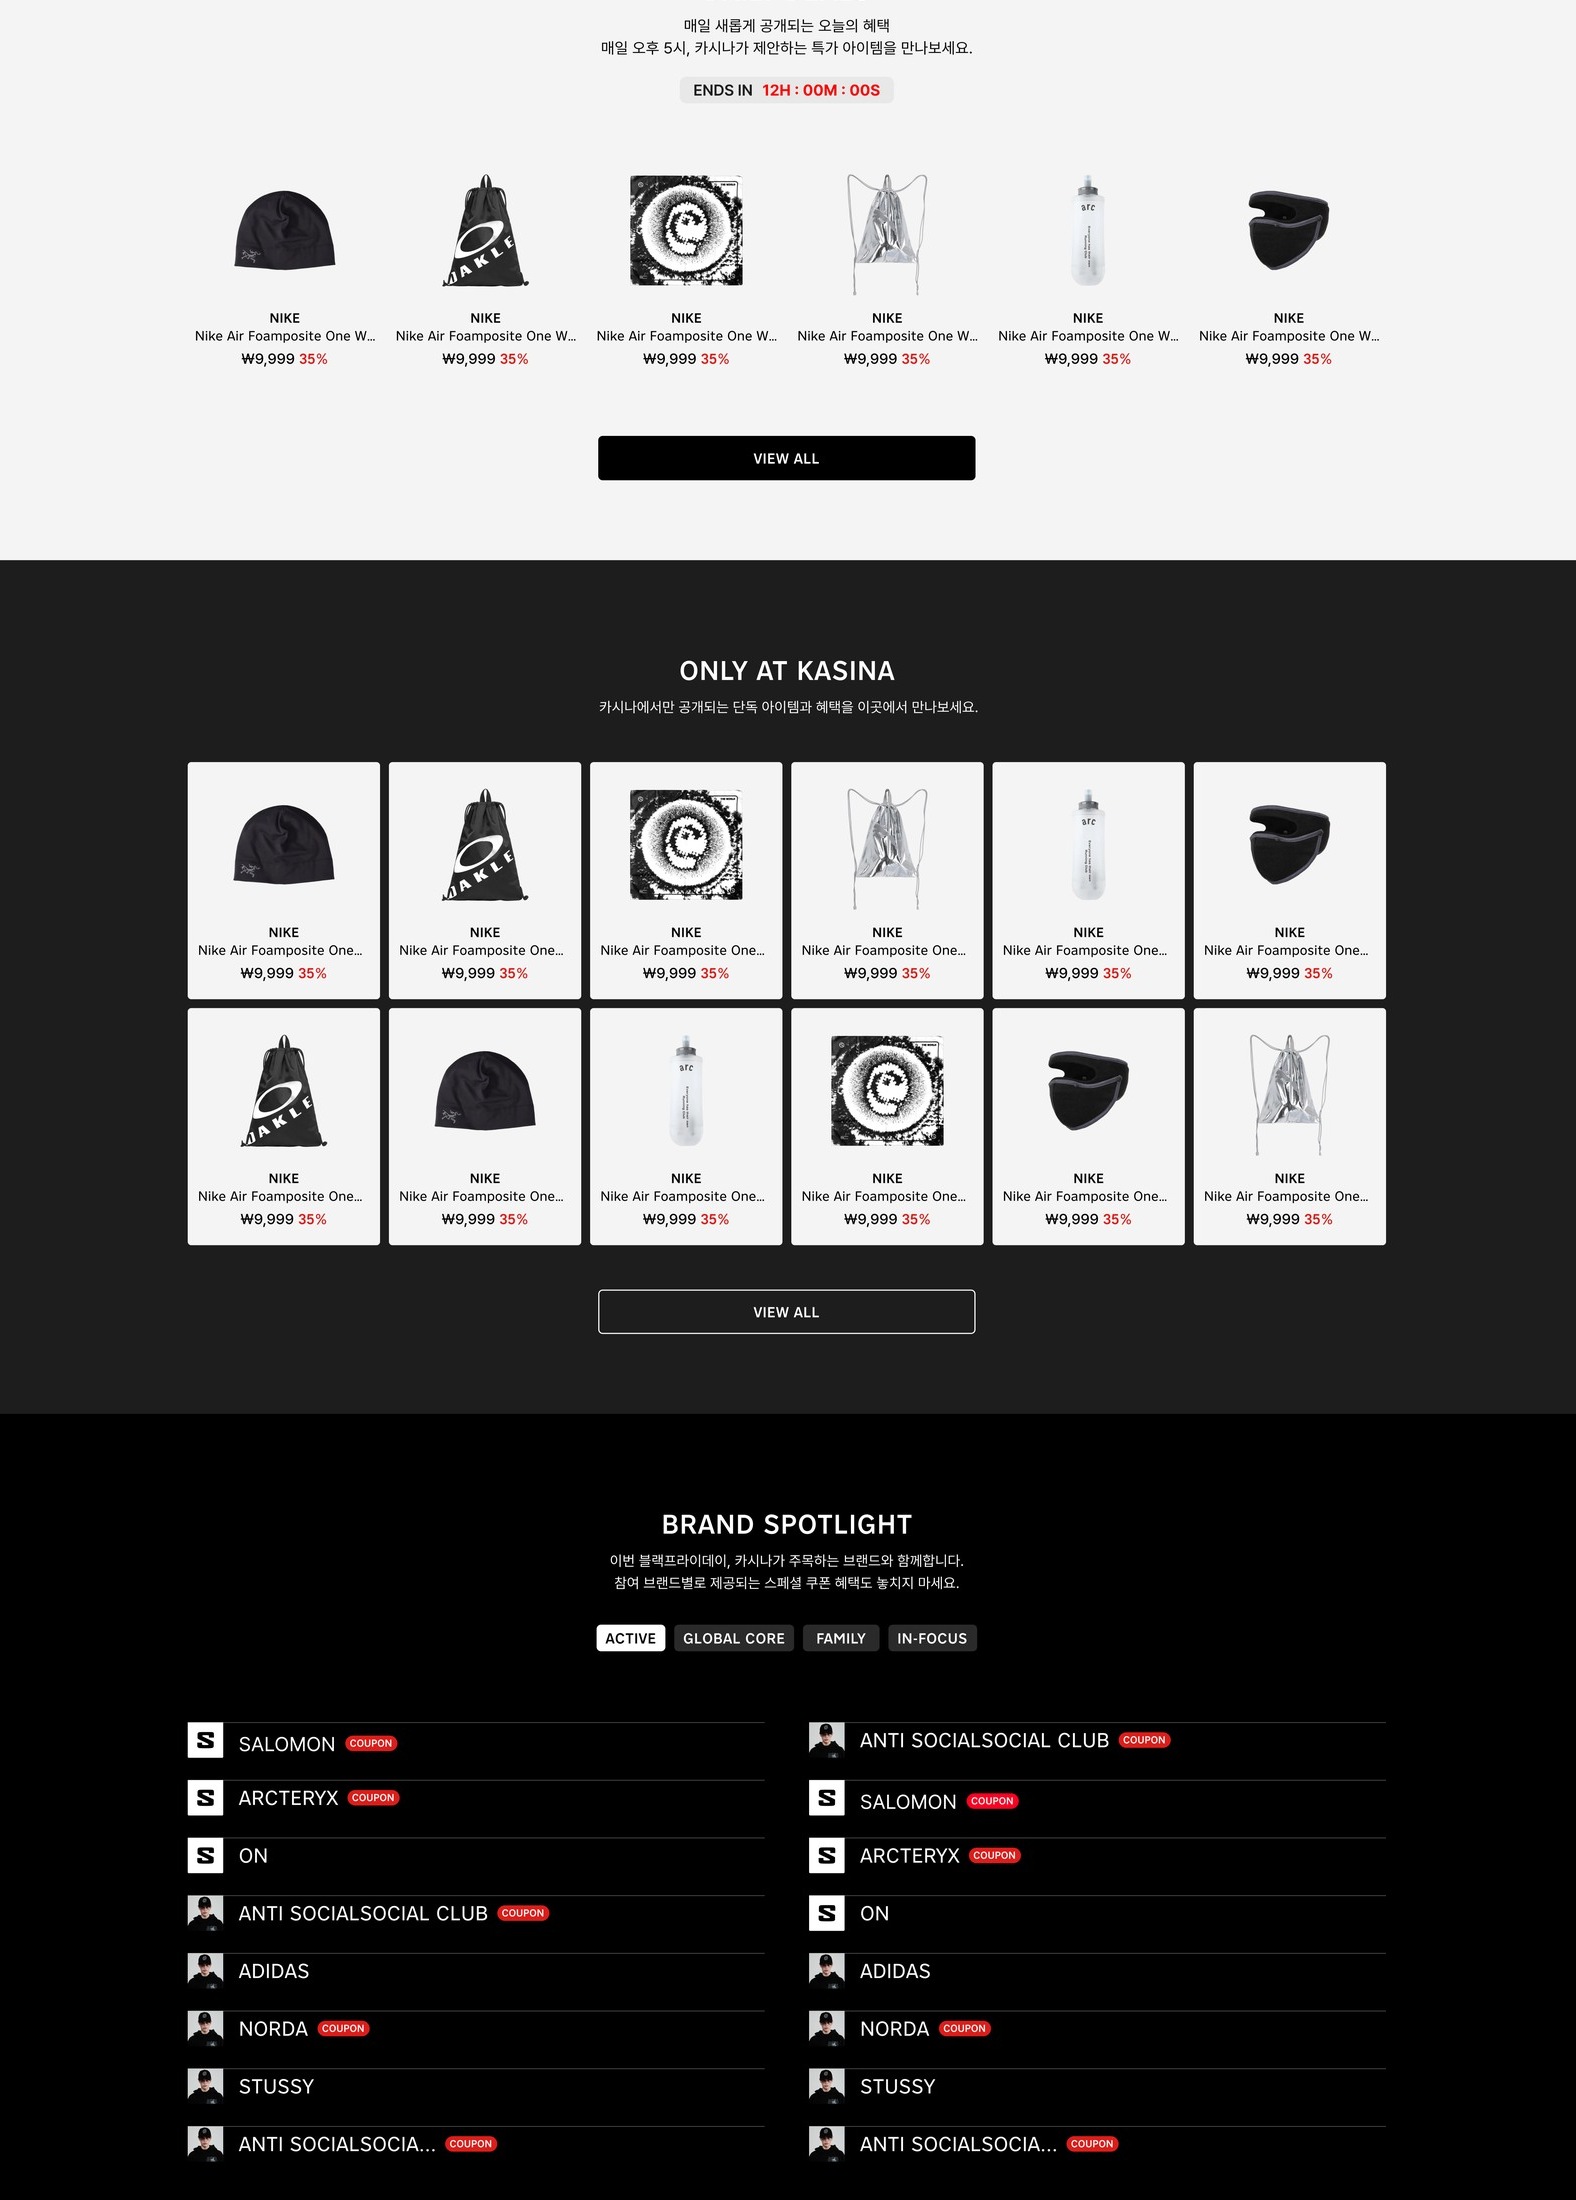 매일 새롭게 공개되는 오늘의 혜택
매일 오후 5시, 카시나가 제안하는 특가 아이템을 만나보세요.
ENDS IN 12H : 00M : 00S
OAKLE
THE WORLD
arc
NIKE
Nike Air Foamposite One W...
₩9,999 35%
NIKE
Nike Air Foamposite One W...
₩9,999 35%
NIKE
Nike Air Foamposite One W...
₩9,999 35%
NIKE
Nike Air Foamposite One W...
₩9,999 35%
NIKE
Nike Air Foamposite One W...
₩9,999 35%
NIKE
Nike Air Foamposite One W...
₩9,999 35%
VIEW ALL
ONLY AT KASINA
카시나에서만 공개되는 단독 아이템과 혜택을 이곳에서 만나보세요.
OAKLE
THE WORLD
arc
NIKE
Nike Air Foamposite One...
₩9,999 35%
NIKE
Nike Air Foamposite One...
₩9,999 35%
NIKE
Nike Air Foamposite One...
₩9,999 35%
NIKE
Nike Air Foamposite One...
₩9,999 35%
NIKE
Nike Air Foamposite One...
₩9,999 35%
NIKE
Nike Air Foamposite One...
₩9,999 35%
OAKLE
arc
THE WORLD
NIKE
Nike Air Foamposite One...
₩9,999 35%
NIKE
Nike Air Foamposite One...
₩9,999 35%
NIKE
Nike Air Foamposite One...
₩9,999 35%
NIKE
Nike Air Foamposite One...
₩9,999 35%
NIKE
Nike Air Foamposite One...
₩9,999 35%
NIKE
Nike Air Foamposite One...
₩9,999 35%
VIEW ALL
BRAND SPOTLIGHT
이번 블랙프라이데이, 카시나가 주목하는 브랜드와 함께합니다.
참여 브랜드별로 제공되는 스페셜 쿠폰 혜택도 놓치지 마세요.
ACTIVE GLOBAL CORE FAMILY IN-FOCUS
SALOMON COUPON
ARCTERYX COUPON
ON
ANTI SOCIALSOCIAL CLUB COUPON
ADIDAS
NORDA COUPON
STUSSY
ANTI SOCIALSOCIA... COUPON
ANTI SOCIALSOCIAL CLUB COUPON
SALOMON COUPON
ARCTERYX COUPON
ON
ADIDAS
NORDA COUPON
STUSSY
ANTI SOCIALSOCIA... COUPON